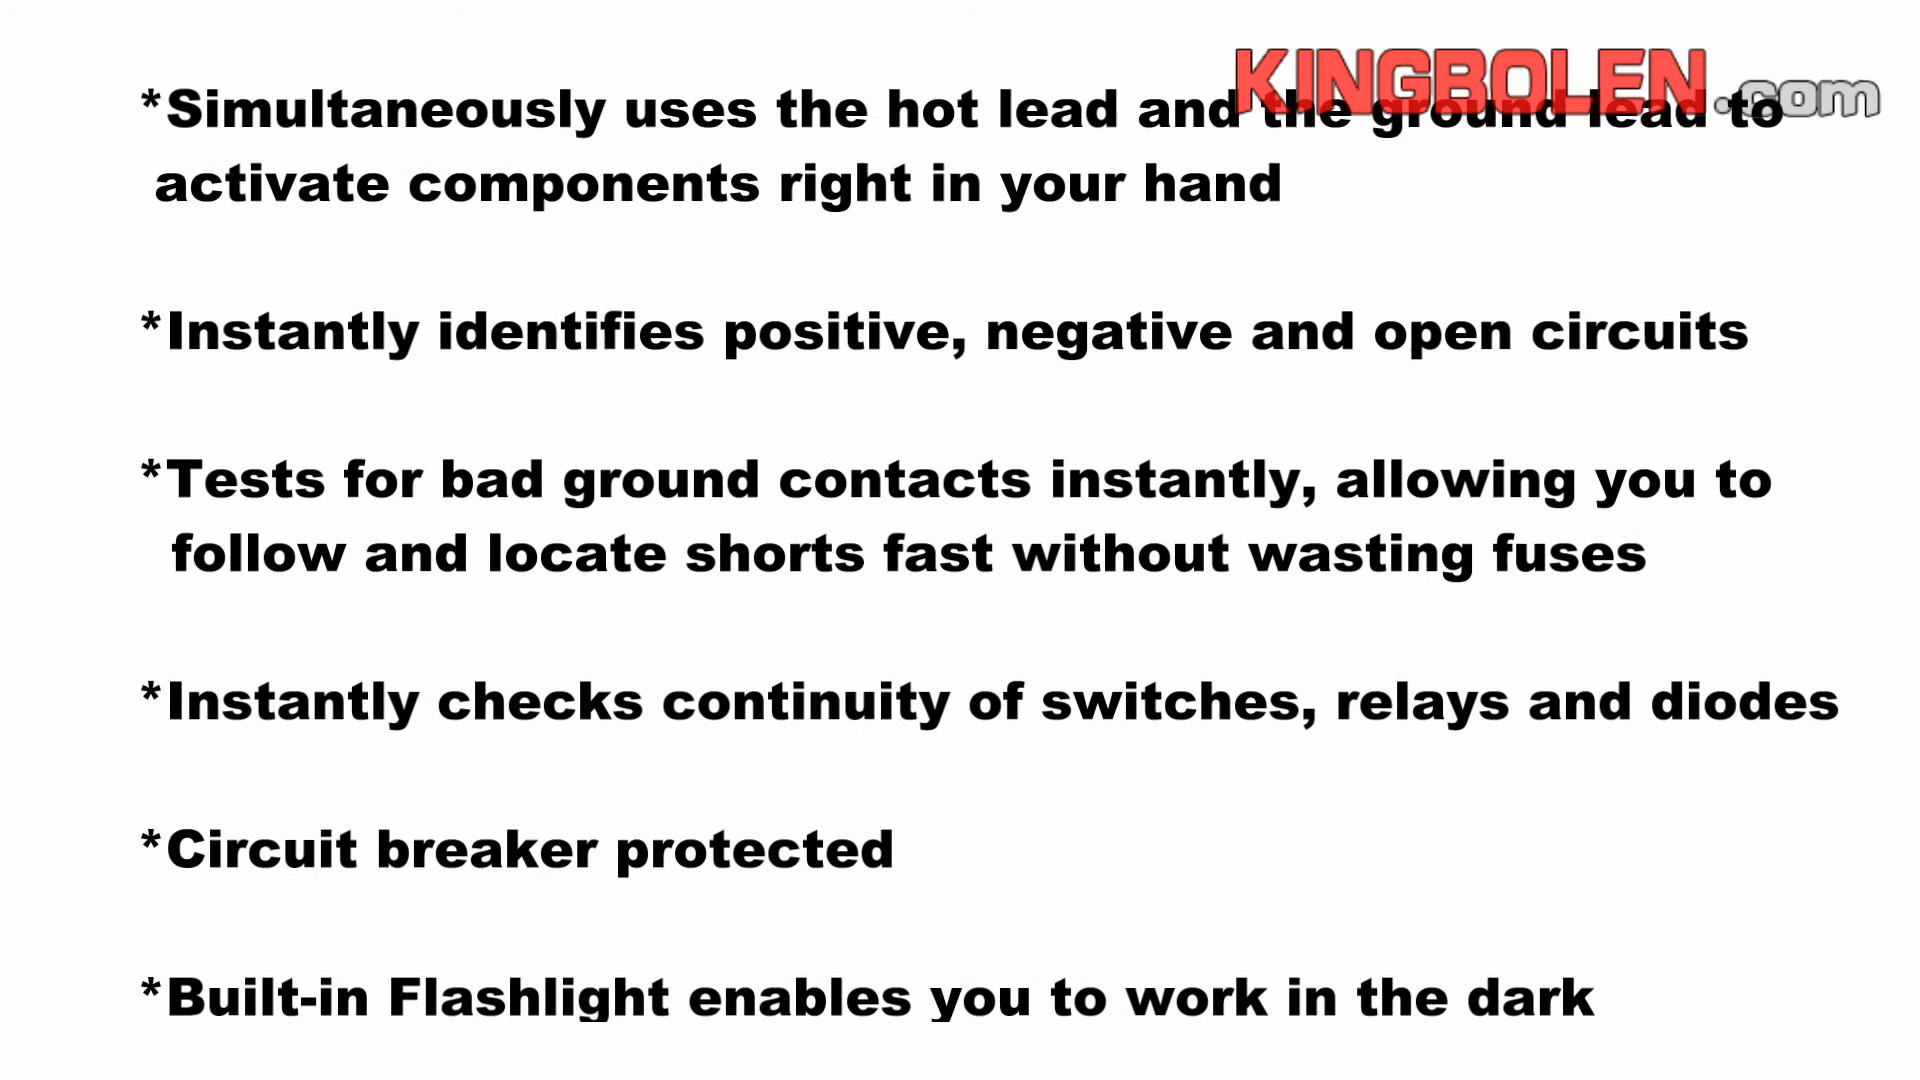 KINGBOLEN.com
*Simultaneously uses the hot lead and the ground lead to
activate components right in your hand
*Instantly identifies positive, negative and open circuits
*Tests for bad ground contacts instantly, allowing you to
follow and locate shorts fast without wasting fuses
*Instantly checks continuity of switches, relays and diodes
*Circuit breaker protected
*Built-in Flashlight enables you to work in the dark